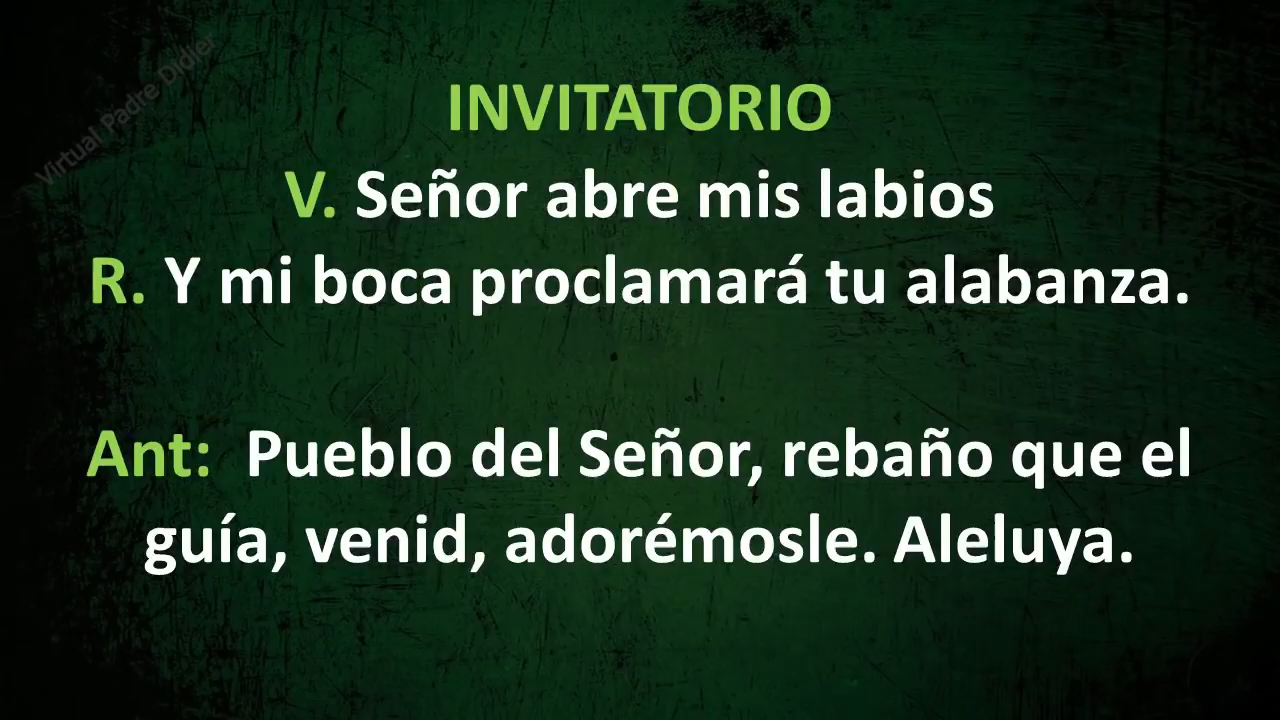 Virtual Padre Didier
INVITATORIO
V. Señor abre mis labios
R. Y mi boca proclamará tu alabanza.
Ant: Pueblo del Señor, rebaño que el
guía, venid, adorémosle. Aleluya.